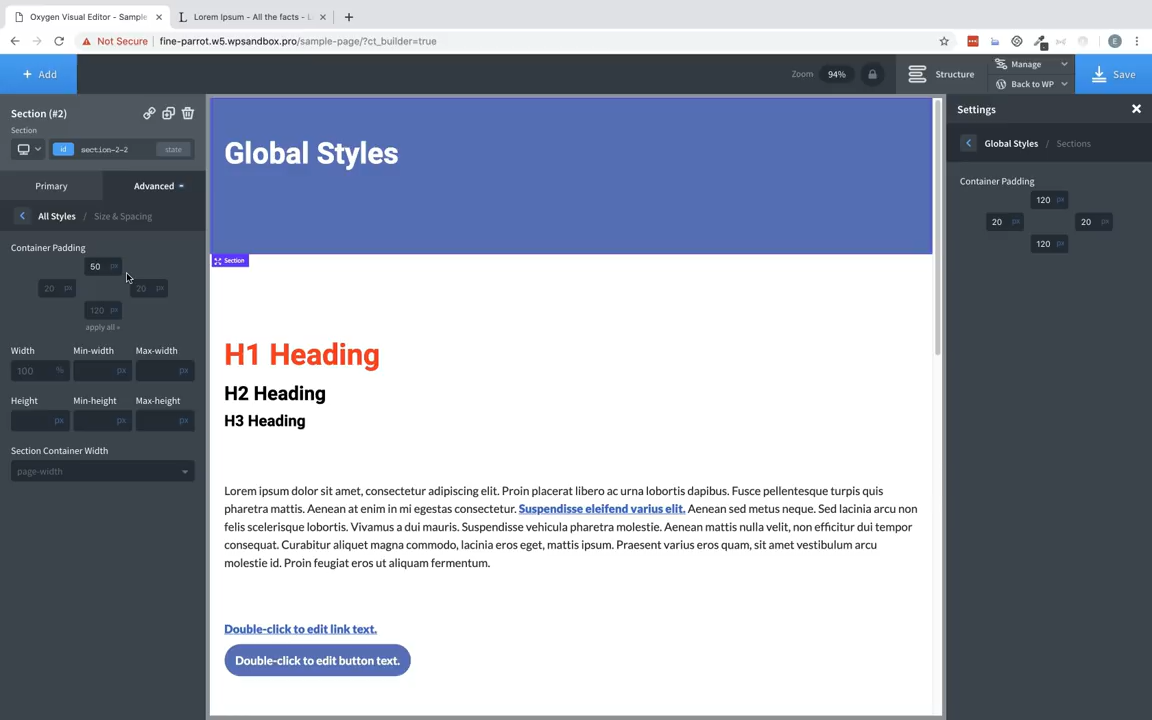 Oxygen Visual Editor - Sample
Lorem Ipsum - All the facts - L
Not Secure
fine-parrot.w5.wpsandbox.pro/sample-page/?ct_builder=true
E
+ Add
Zoom 94%
Structure
Manage
Back to WP
Save
Section (#2)
Section
id section-2-2 state
Primary
Advanced
All Styles / Size & Spacing
Container Padding
50 px
20 px
20 px
120 px
apply all »
Width
Min-width
Max-width
100 %
px
px
Height
Min-height
Max-height
px
px
px
Section Container Width
page-width
Global Styles
Section
H1 Heading
H2 Heading
H3 Heading
Lorem ipsum dolor sit amet, consectetur adipiscing elit. Proin placerat libero ac urna lobortis dapibus. Fusce pellentesque turpis quis
pharetra mattis. Aenean at enim in mi egestas consectetur. Suspendisse eleifend varius elit. Aenean sed metus neque. Sed lacinia arcu non
felis scelerisque lobortis. Vivamus a dui mauris. Suspendisse vehicula pharetra molestie. Aenean mattis nulla velit, non efficitur dui tempor
consequat. Curabitur aliquet magna commodo, lacinia eros eget, mattis ipsum. Praesent varius eros quam, sit amet vestibulum arcu
molestie id. Proin feugiat eros ut aliquam fermentum.
Double-click to edit link text.
Double-click to edit button text.
Settings
Global Styles / Sections
Container Padding
120 px
20 px
20 px
120 px